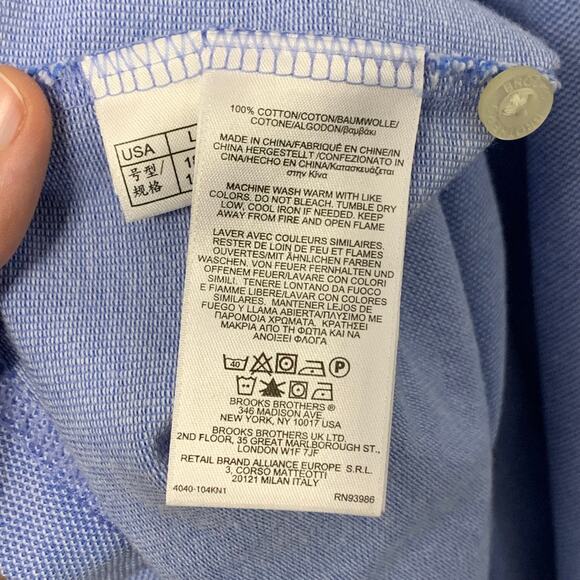 USA
L
号型/
规格
18
1
BROO
100% COTTON/COTON/BAUMWOLLE/
COTONE/ALGODON/βαμβάκι
MADE IN CHINA/FABRIQUÉ EN CHINE/IN
CHINA HERGESTELLT /CONFEZIONATO IN
CINA/HECHO EN CHINA/Κατασκευάζεται
στην Κίνα
MACHINE WASH WARM WITH LIKE
COLORS. DO NOT BLEACH. TUMBLE DRY
LOW, COOL IRON IF NEEDED. KEEP
AWAY FROM FIRE AND OPEN FLAME
LAVER AVEC COULEURS SIMILAIRES.
RESTER DE LOIN DE FEU ET FLAMES
OUVERTES/MIT ÄHNLICHEN FARBEN
WASCHEN. VON FEUER FERNHALTEN UND
OFFENEM FEUER/LAVARE CON COLORI
SIMILI. TENERE LONTANO DA FUOCO
E FIAMME LIBERE/LAVAR CON COLORES
SIMILARES. MANTENER LEJOS DE
FUEGO Y LLAMA ABIERTA/ΠΛΥΣΙΜΟ ΜΕ
ΠΑΡΟΜΟΙΑ ΧΡΩΜΑΤΑ. ΚΡΑΤΗΣΕΙ
ΜΑΚΡΙΑ ΑΠΟ ΤΗ ΦΩΤΙΑ ΚΑΙ
ΑΝΟΙΞΕΙ ΦΛΟΓΑ
40 P
BROOKS BROTHERS ®
346 MADISON AVE
NEW YORK, NY 10017 USA
BROOKS BROTHERS UK LTD.
2ND FLOOR, 35 GREAT MARLBOROUGH ST.,
LONDON W1F 7JF
RETAIL BRAND ALLIANCE EUROPE S.R.L.
3, CORSO MATTEOTTI
20121 MILAN ITALY
4040-104KN1 RN93986